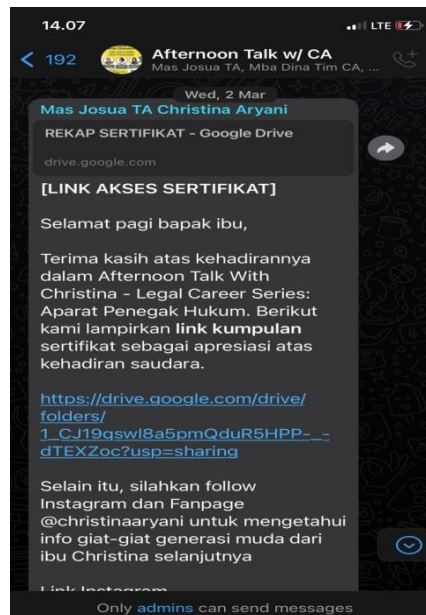 14.07
LTE
192
Afternoon Talk w/ CA
Mas Josua TA, Mba Dina Tim CA, ...
Wed, 2 Mar
Mas Josua TA Christina Aryani
REKAP SERTIFIKAT - Google Drive
drive.google.com
[LINK AKSES SERTIFIKAT]
Selamat pagi bapak ibu,
Terima kasih atas kehadirannya
dalam Afternoon Talk With
Christina - Legal Career Series:
Aparat Penegak Hukum. Berikut
kami lampirkan link kumpulan
sertifikat sebagai apresiasi atas
kehadiran saudara.
https://drive.google.com/drive/
folders/
1_CJ19qswl8a5pmQduR5HPP-_-
dTEXZoc?usp=sharing
Selain itu, silahkan follow
Instagram dan Fanpage
@christinaaryani untuk mengetahui
info giat-giat generasi muda dari
ibu Christina selanjutnya
Link Instagram
Only admins can send messages